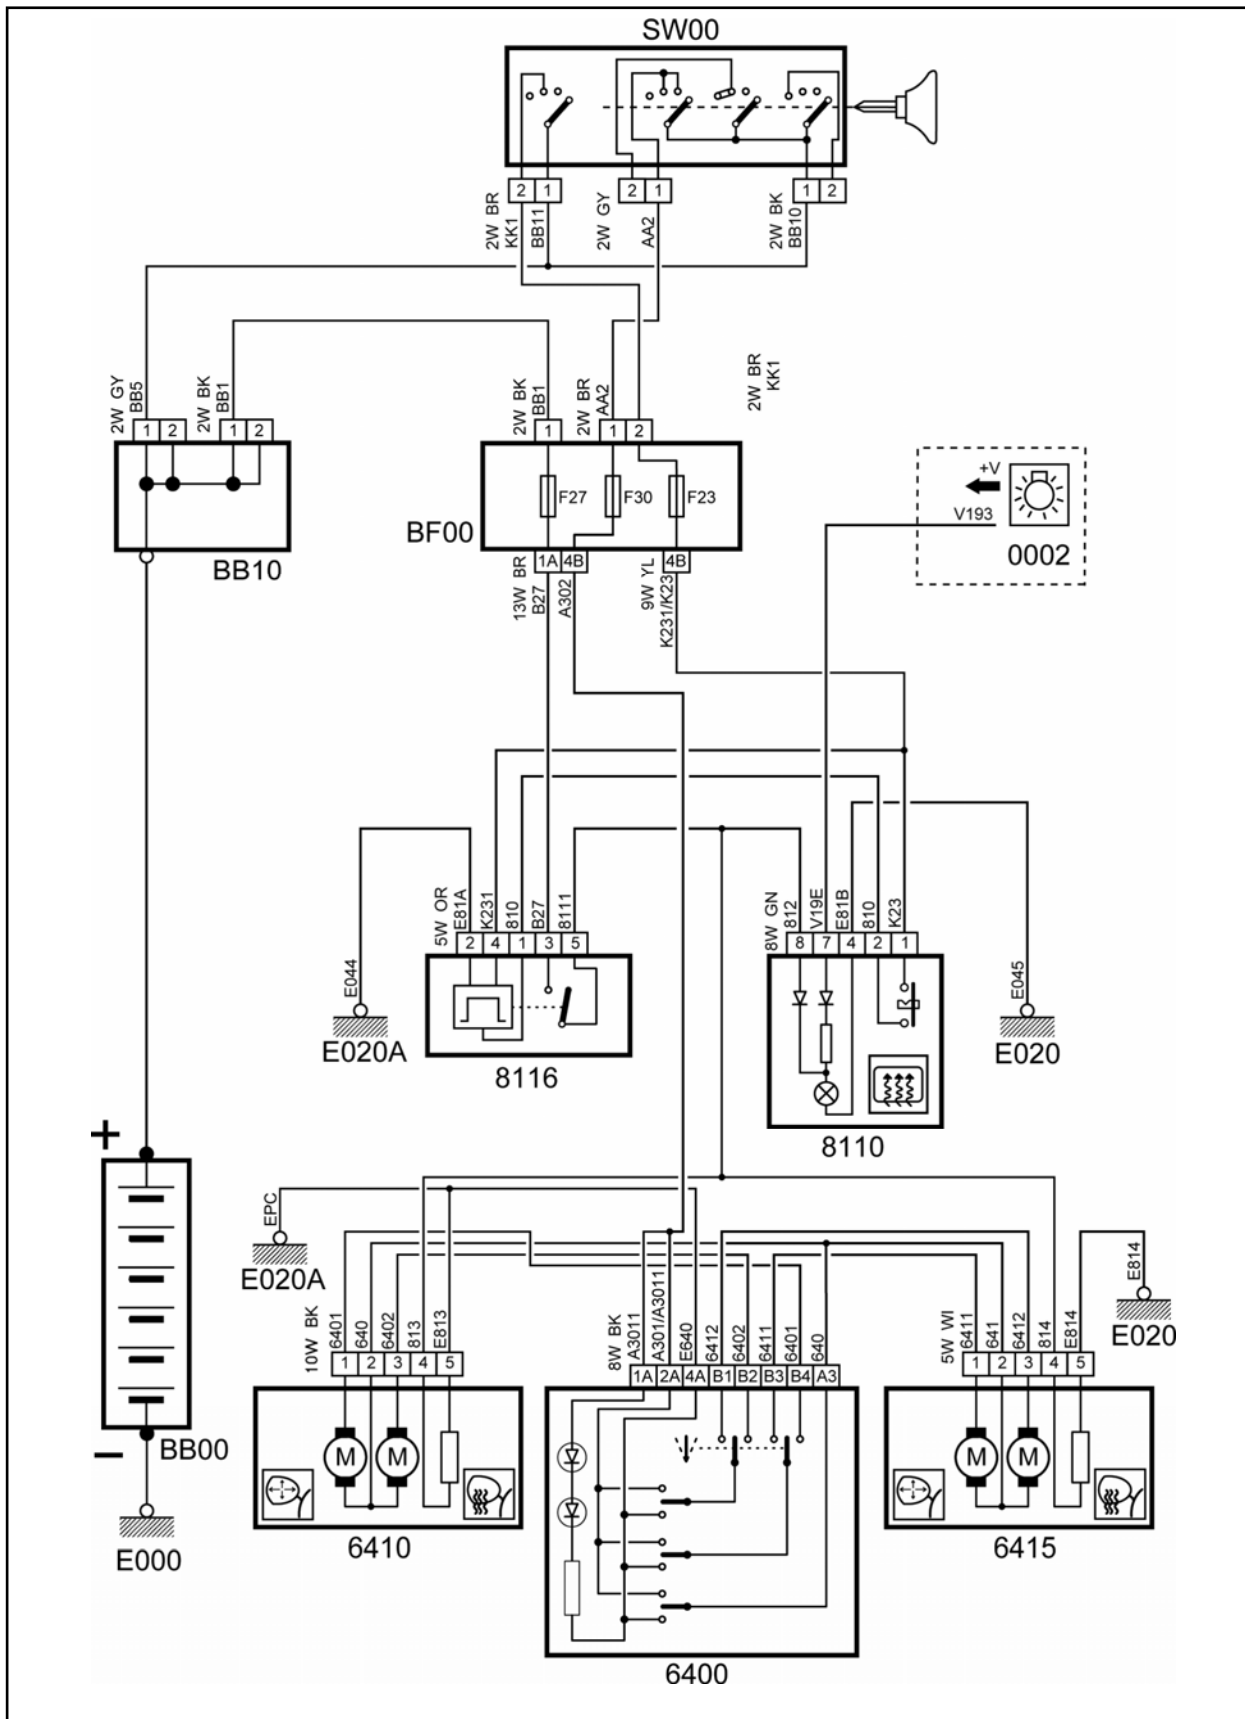 SW00
2 1 2 1 1 2
2W BR
KK1
BB11
2W GY
AA2
2W BK
BB10
2W GY
BB5
2W BK
BB1
2W BK
BB1
2W BR
AA2
2W BR
KK1
1 2 1 2
1 1 2
F27 F30 F23
BF00
BB10
+V
V193
0002
1A 4B 4B
13W BR
B27
A302
9W YL
K231/K23
5W OR
E81A
K231
810
B27
8111
8W GN
812
V19E
E81B
810
K23
2 4 1 3 5
8 7 4 2 1
E044
E020A
8116
E045
E020
8110
+
EPC
E020A
E814
E020
10W BK
6401
640
6402
813
E813
8W BK
A3011
A301/A3011
E640
6412
6402
6411
6401
640
5W WI
6411
641
6412
814
E814
1 2 3 4 5
1A 2A 4A B1 B2 B3 B4 A3
1 2 3 4 5
M M
M M
– BB00
6410
6415
E000
6400